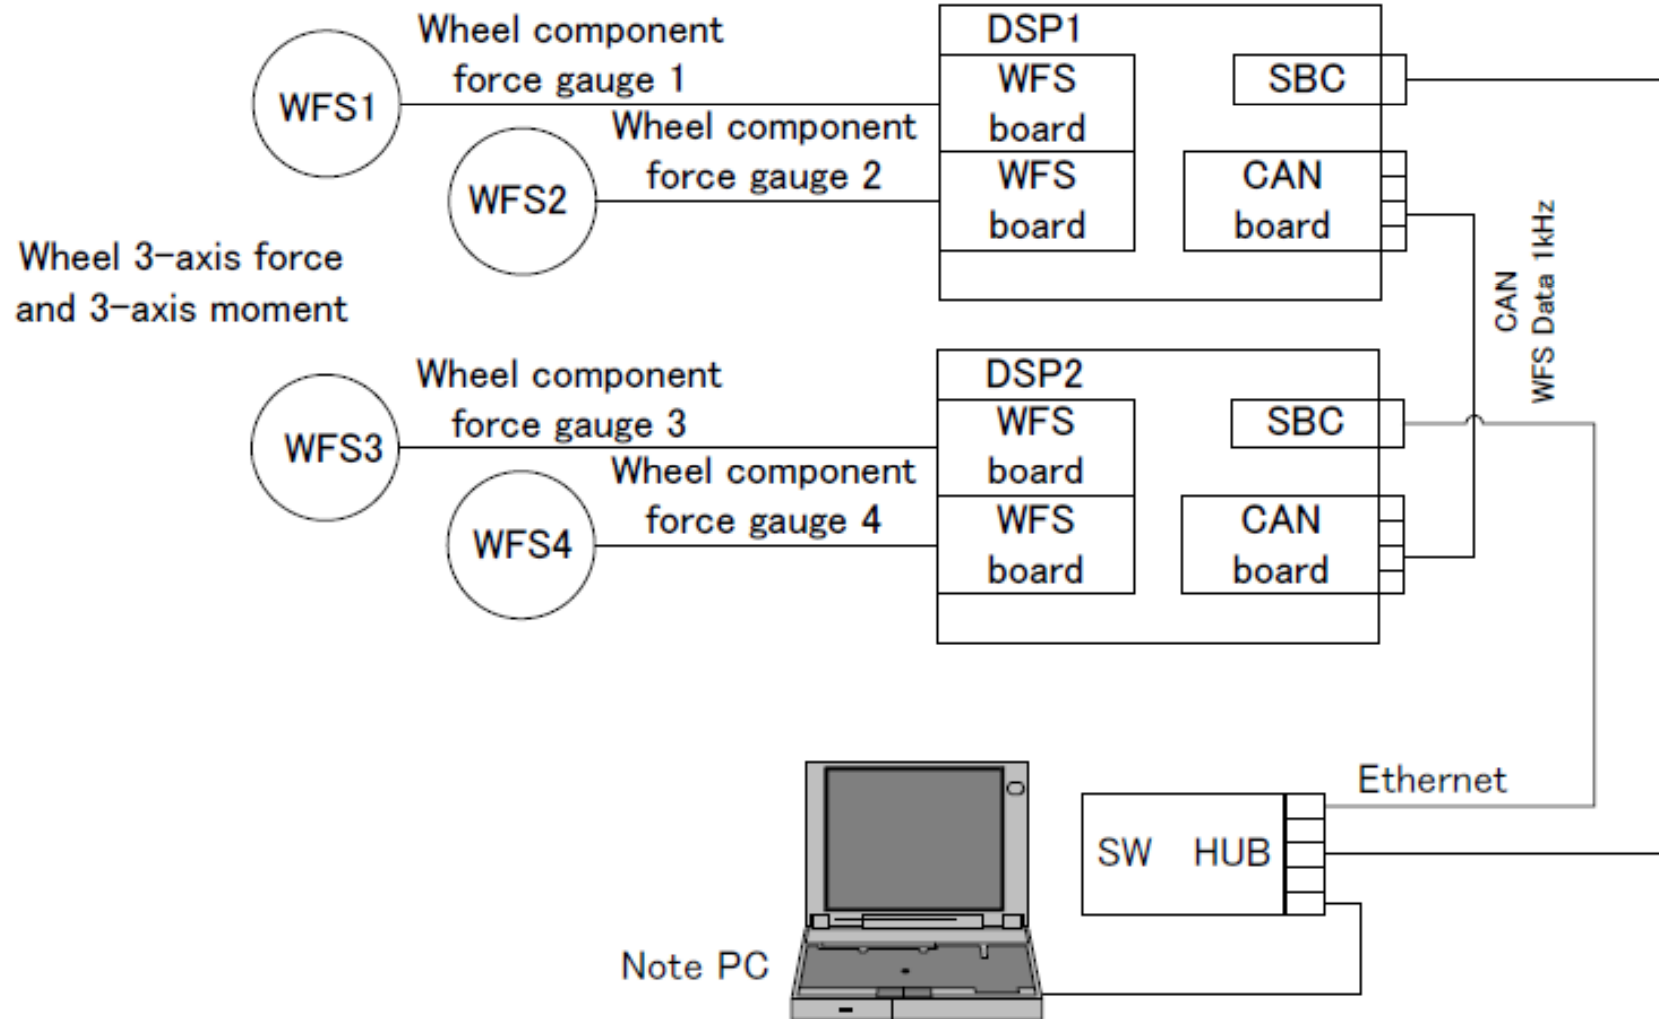 Wheel component
force gauge 1
WFS1
Wheel component
force gauge 2
WFS2
DSP1
WFS
board
WFS
board
SBC
CAN
board
Wheel 3-axis force
and 3-axis moment
CAN
WFS Data 1kHz
Wheel component
force gauge 3
WFS3
Wheel component
force gauge 4
WFS4
DSP2
WFS
board
WFS
board
SBC
CAN
board
Ethernet
SW HUB
Note PC